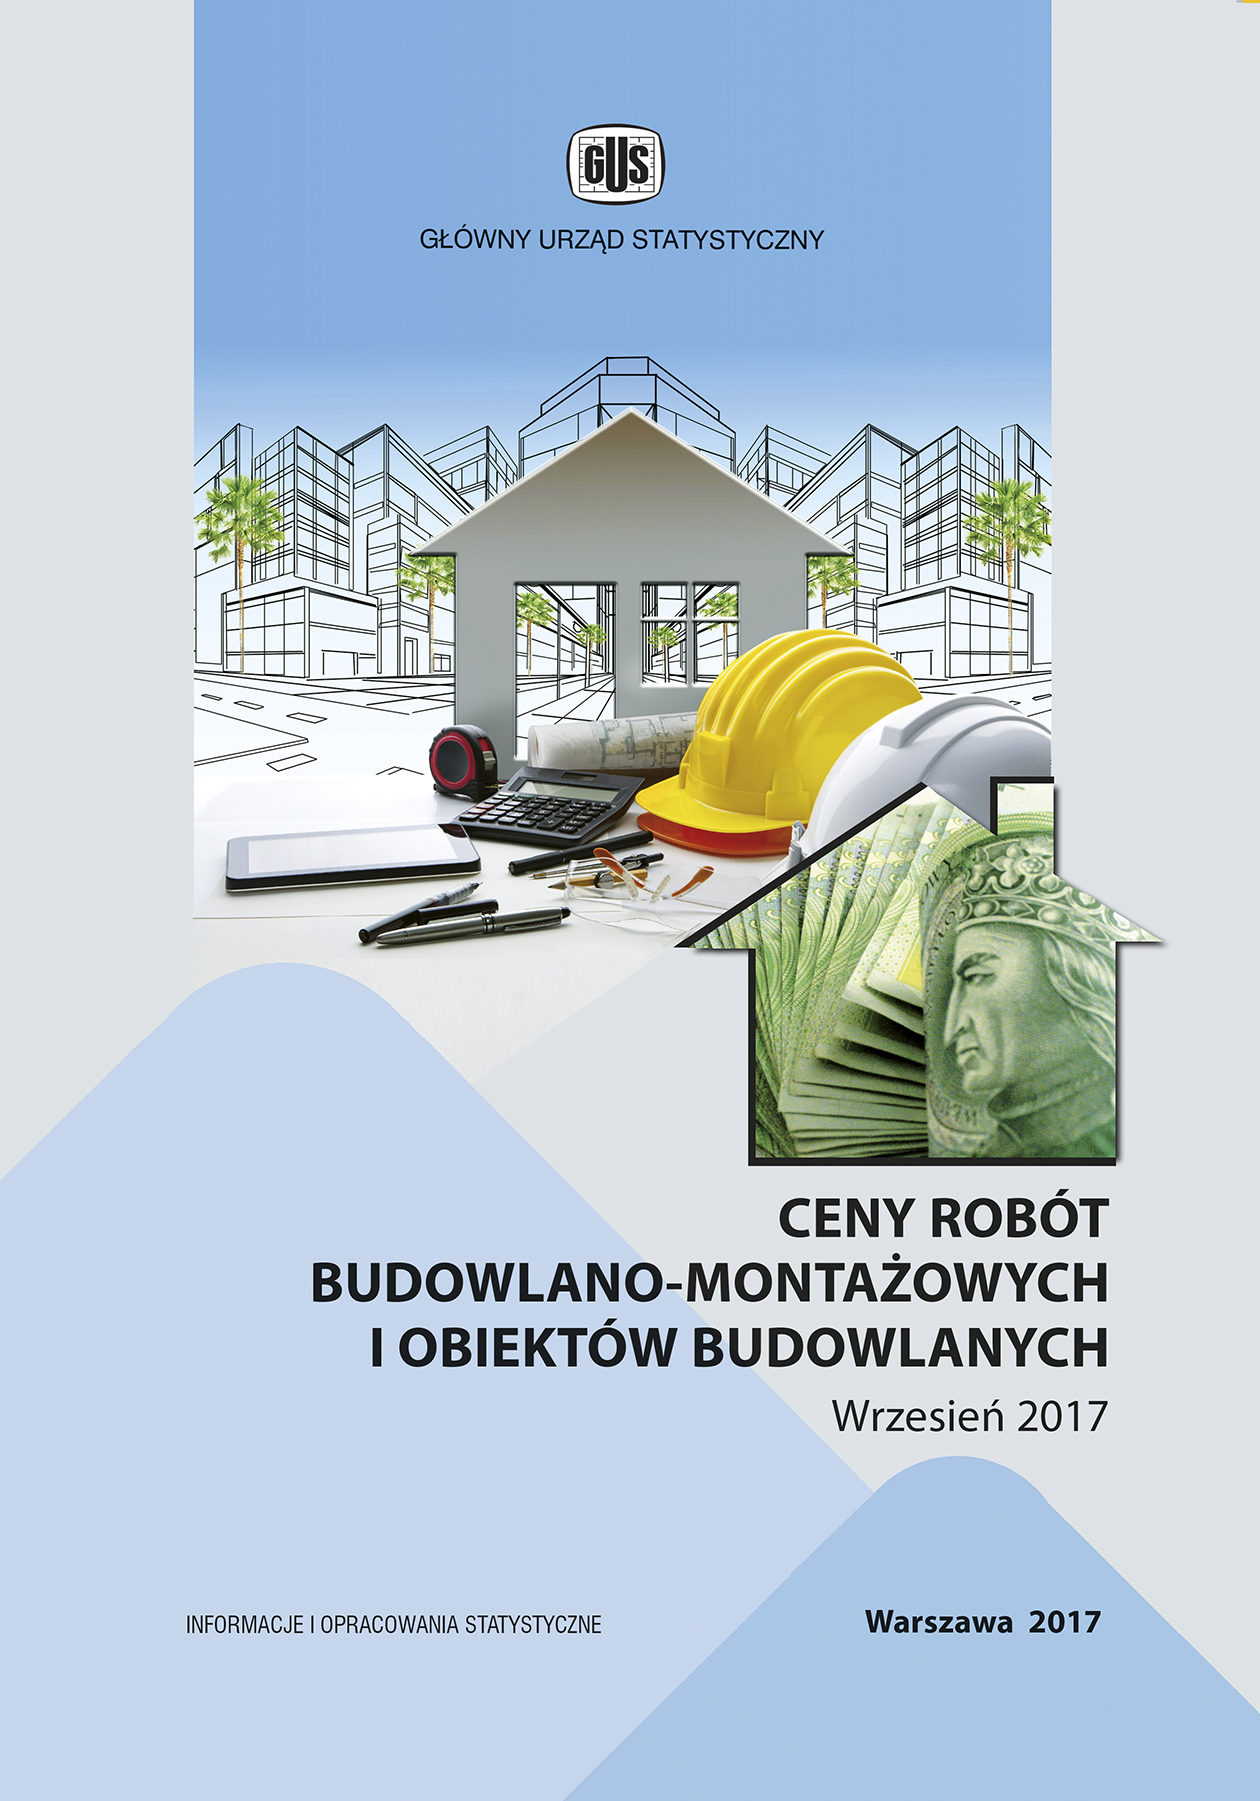 GUS
GŁÓWNY URZĄD STATYSTYCZNY
CENY ROBÓT
BUDOWLANO-MONTAŻOWYCH
I OBIEKTÓW BUDOWLANYCH
Wrzesień 2017
INFORMACJE I OPRACOWANIA STATYSTYCZNE
Warszawa 2017